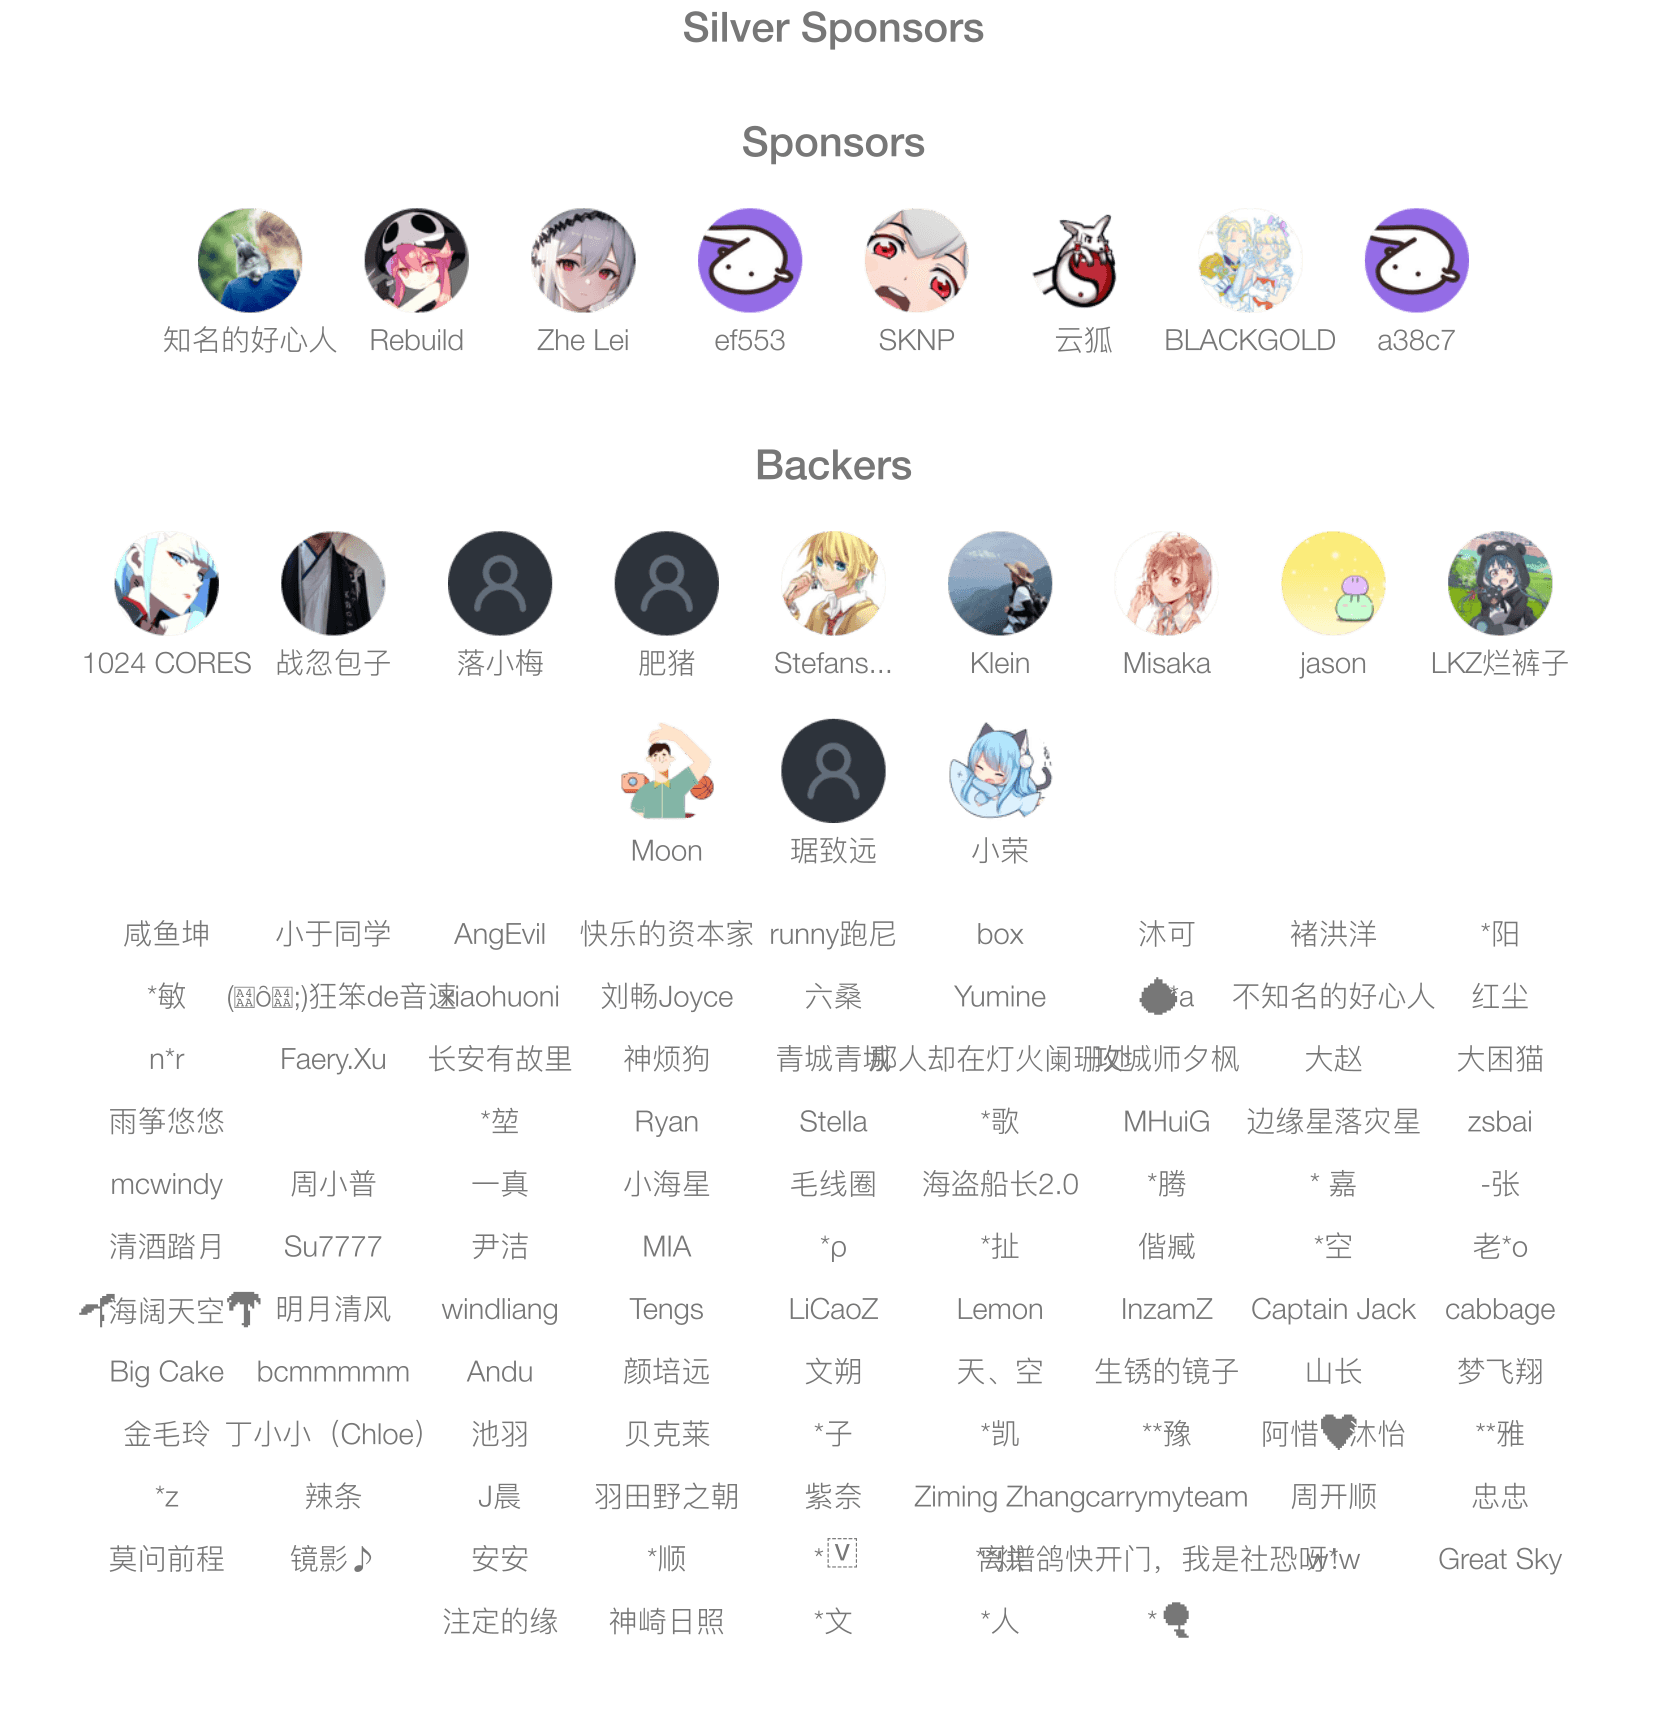 Silver Sponsors
Sponsors
知名的好心人 Rebuild Zhe Lei ef553 SKNP 云狐 BLACKGOLD a38c7
Backers
1024 CORES 战忽包子 落小梅 肥猪 Stefans... Klein Misaka jason LKZ烂裤子
Moon 琚致远 小荣
咸鱼坤 小于同学 AngEvil 快乐的资本家 runny跑尼 box 沐可 褚洪洋 *阳
*敏 狂笨de音速 xiaohuoni 刘畅Joyce 六桑 Yumine *a 不知名的好心人 红尘
n*r Faery.Xu 长安有故里 神烦狗 青城青城 那人却在灯火阑珊处 攻城师夕枫 大赵 大困猫
雨筝悠悠 *堃 Ryan Stella *歌 MHuiG 边缘星落灾星 zsbai
mcwindy 周小普 一真 小海星 毛线圈 海盗船长2.0 *腾 * 嘉 -张
清酒踏月 Su7777 尹洁 MIA *ρ *扯 偕臧 *空 老*o
海阔天空 明月清风 windliang Tengs LiCaoZ Lemon InzamZ Captain Jack cabbage
Big Cake bcmmmmm Andu 颜培远 文朔 天、空 生锈的镜子 山长 梦飞翔
金毛玲 丁小小（Chloe） 池羽 贝克莱 *子 *凯 **豫 阿惜 沐怡 **雅
*z 辣条 J晨 羽田野之朝 紫奈 Ziming Zhang carrymyteam 周开顺 忠忠
莫问前程 镜影♪ 安安 *顺 * V 离谱鸽快开门，我是社恐呀! w*w Great Sky
注定的缘 神崎日照 *文 *人 *